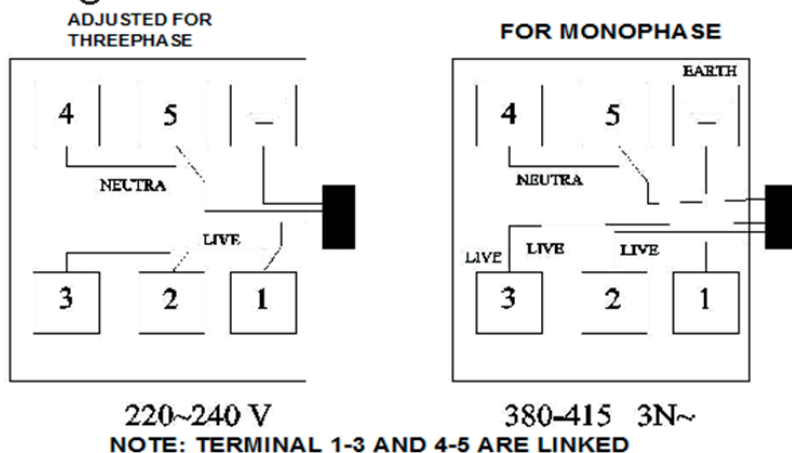 ADJUSTED FOR
THREEPHASE
FOR MONOPHASE
4
5
NEUTRA
LIVE
3
2
1
220~240 V
EARTH
4
5
NEUTRA
LIVE
LIVE
LIVE
3
2
1
380-415 3N~
NOTE: TERMINAL 1-3 AND 4-5 ARE LINKED